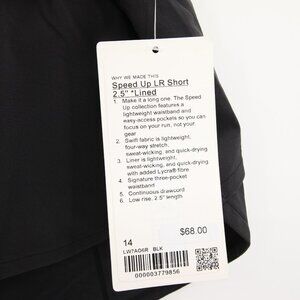 WHY WE MADE THIS
Speed Up LR Short
2.5" *Lined
1. Make it a long one. The Speed
Up collection features a
lightweight waistband and
easy-access pockets so you can
focus on your run, not your
gear
2. Swift fabric is lightweight,
four-way stretch,
sweat-wicking, and quick-drying
3. Liner is lightweight,
sweat-wicking, and quick-drying
with added Lycra® fibre
4. Signature three-pocket
waistband
5. Continuous drawcord
6. Low rise, 2.5" length
14
$68.00
LW7AO6R BLK
000003779856